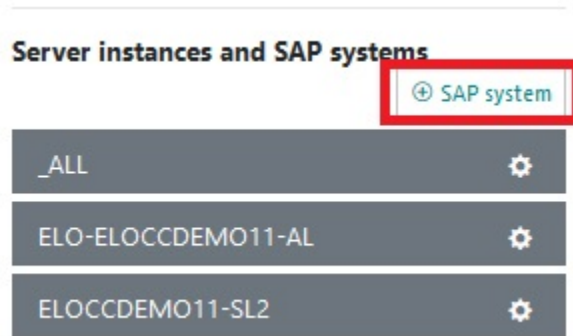 Server instances and SAP systems
SAP system
_ALL
ELO-ELOCCDEMO11-AL
ELOCCDEMO11-SL2